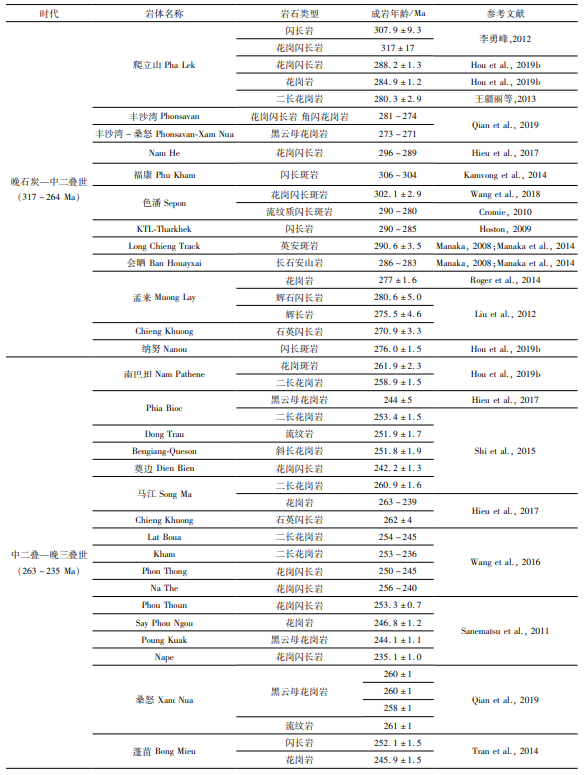 时代 岩体名称 岩石类型 成岩年龄/Ma 参考文献
晚石炭—中二叠世
(317~264 Ma)
爬立山 Pha Lek 闪长岩 307.9±9.3 李勇峰,2012
花岗闪长岩 317±17
花岗闪长岩 288.2±1.3 Hou et al., 2019b
花岗岩 284.9±1.2 Hou et al., 2019b
二长花岗岩 280.3±2.9 王疆丽等,2013
丰沙湾 Phonsavan 花岗闪长岩 角闪花岗岩 281~274 Qian et al., 2019
丰沙湾-桑怒 Phonsavan-Xam Nua 黑云母花岗岩 273~271
Nam He 花岗闪长岩 296~289 Hieu et al., 2017
福康 Phu Kham 闪长斑岩 306~304 Kamvong et al., 2014
色潘 Sepon 花岗闪长斑岩 302.1±2.9 Wang et al., 2018
流纹质闪长斑岩 290~280 Cromie, 2010
KTL-Tharkhek 闪长岩 290~285 Hoston, 2009
Long Chieng Track 英安斑岩 290.6±3.5 Manaka, 2008;Manaka et al., 2014
会晒 Ban Houayxai 长石安山岩 286~283 Manaka, 2008;Manaka et al., 2014
孟来 Muong Lay 花岗岩 277±1.6 Roger et al., 2014
辉石闪长岩 280.6±5.0 Liu et al., 2012
辉长岩 275.5±4.6
Chieng Khuong 石英闪长岩 270.9±3.3
纳努 Nanou 闪长斑岩 276.0±1.5 Hou et al., 2019b
中二叠—晚三叠世
(263~235 Ma)
南巴坦 Nam Pathene 花岗斑岩 261.9±2.3 Hou et al., 2019b
二长花岗岩 258.9±1.5
Phia Bioc 黑云母花岗岩 244±5 Hieu et al., 2017
二长花岗岩 253.4±1.5 Shi et al., 2015
Dong Trau 流纹岩 251.9±1.7
Bengiang-Queson 斜长花岗岩 251.8±1.9
奠边 Dien Bien 花岗闪长岩 242.2±1.3
马江 Song Ma 二长花岗岩 260.9±1.6
花岗岩 263~239 Hieu et al., 2017
Chieng Khuong 石英闪长岩 262±4
Lat Boua 二长花岗岩 254~245 Wang et al., 2016
Kham 二长花岗岩 253~236
Phon Thong 花岗闪长岩 250~245
Na The 花岗闪长岩 256~240
Phou Thoun 花岗闪长岩 253.3±0.7 Sanematsu et al., 2011
Say Phou Ngou 花岗岩 246.8±1.2
Poung Kuak 黑云母花岗岩 244.1±1.1
Nape 花岗闪长岩 235.1±1.0
桑怒 Xam Nua 黑云母花岗岩 260±1 Qian et al., 2019
260±1
258±1
流纹岩 261±1
蓬苗 Bong Mieu 闪长岩 252.1±1.5 Tran et al., 2014
花岗岩 245.9±1.5